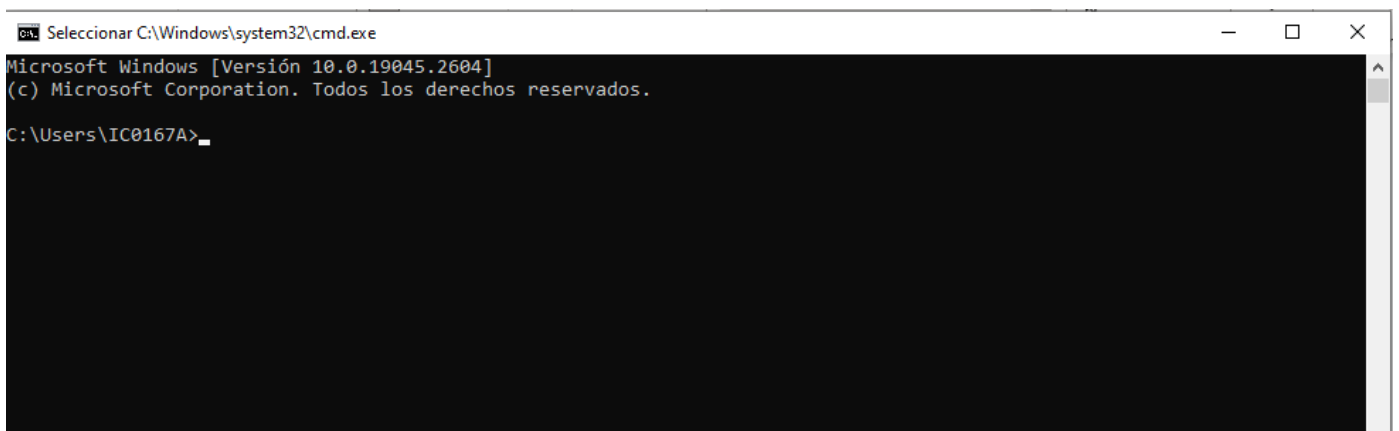 Seleccionar C:\Windows\system32\cmd.exe
Microsoft Windows [Versión 10.0.19045.2604]
(c) Microsoft Corporation. Todos los derechos reservados.
C:\Users\IC0167A>